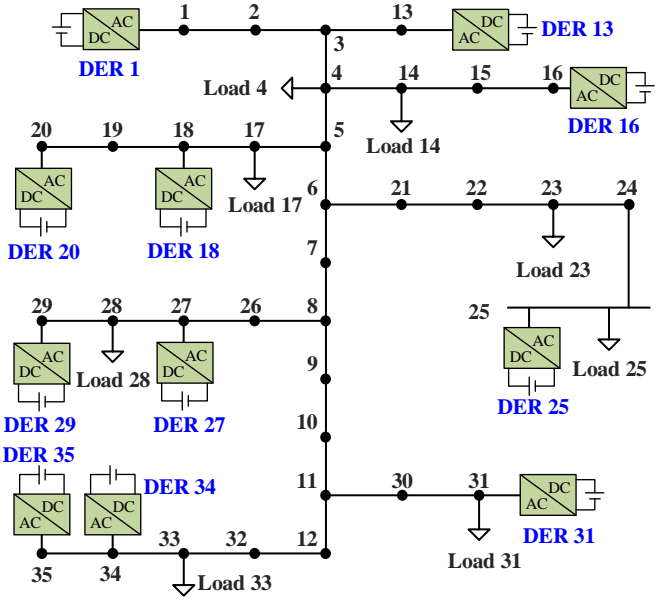 1 2 13
AC
DC
DER 1
3
DC
AC
DER 13
Load 4
4 14 15 16
DC
AC
DER 16
Load 14
20 19 18 17 5
AC
DC
DER 20
AC
DC
DER 18
Load 17
6 21 22 23 24
Load 23
7
29 28 27 26 8
25
AC
DC
DER 29
Load 28
AC
DC
DER 27
9
AC
DC
DER 25
Load 25
10
DER 35
DC
AC
DER 34
DC
AC
11 30 31
DC
AC
DER 31
Load 31
33 32 12
35 34
Load 33